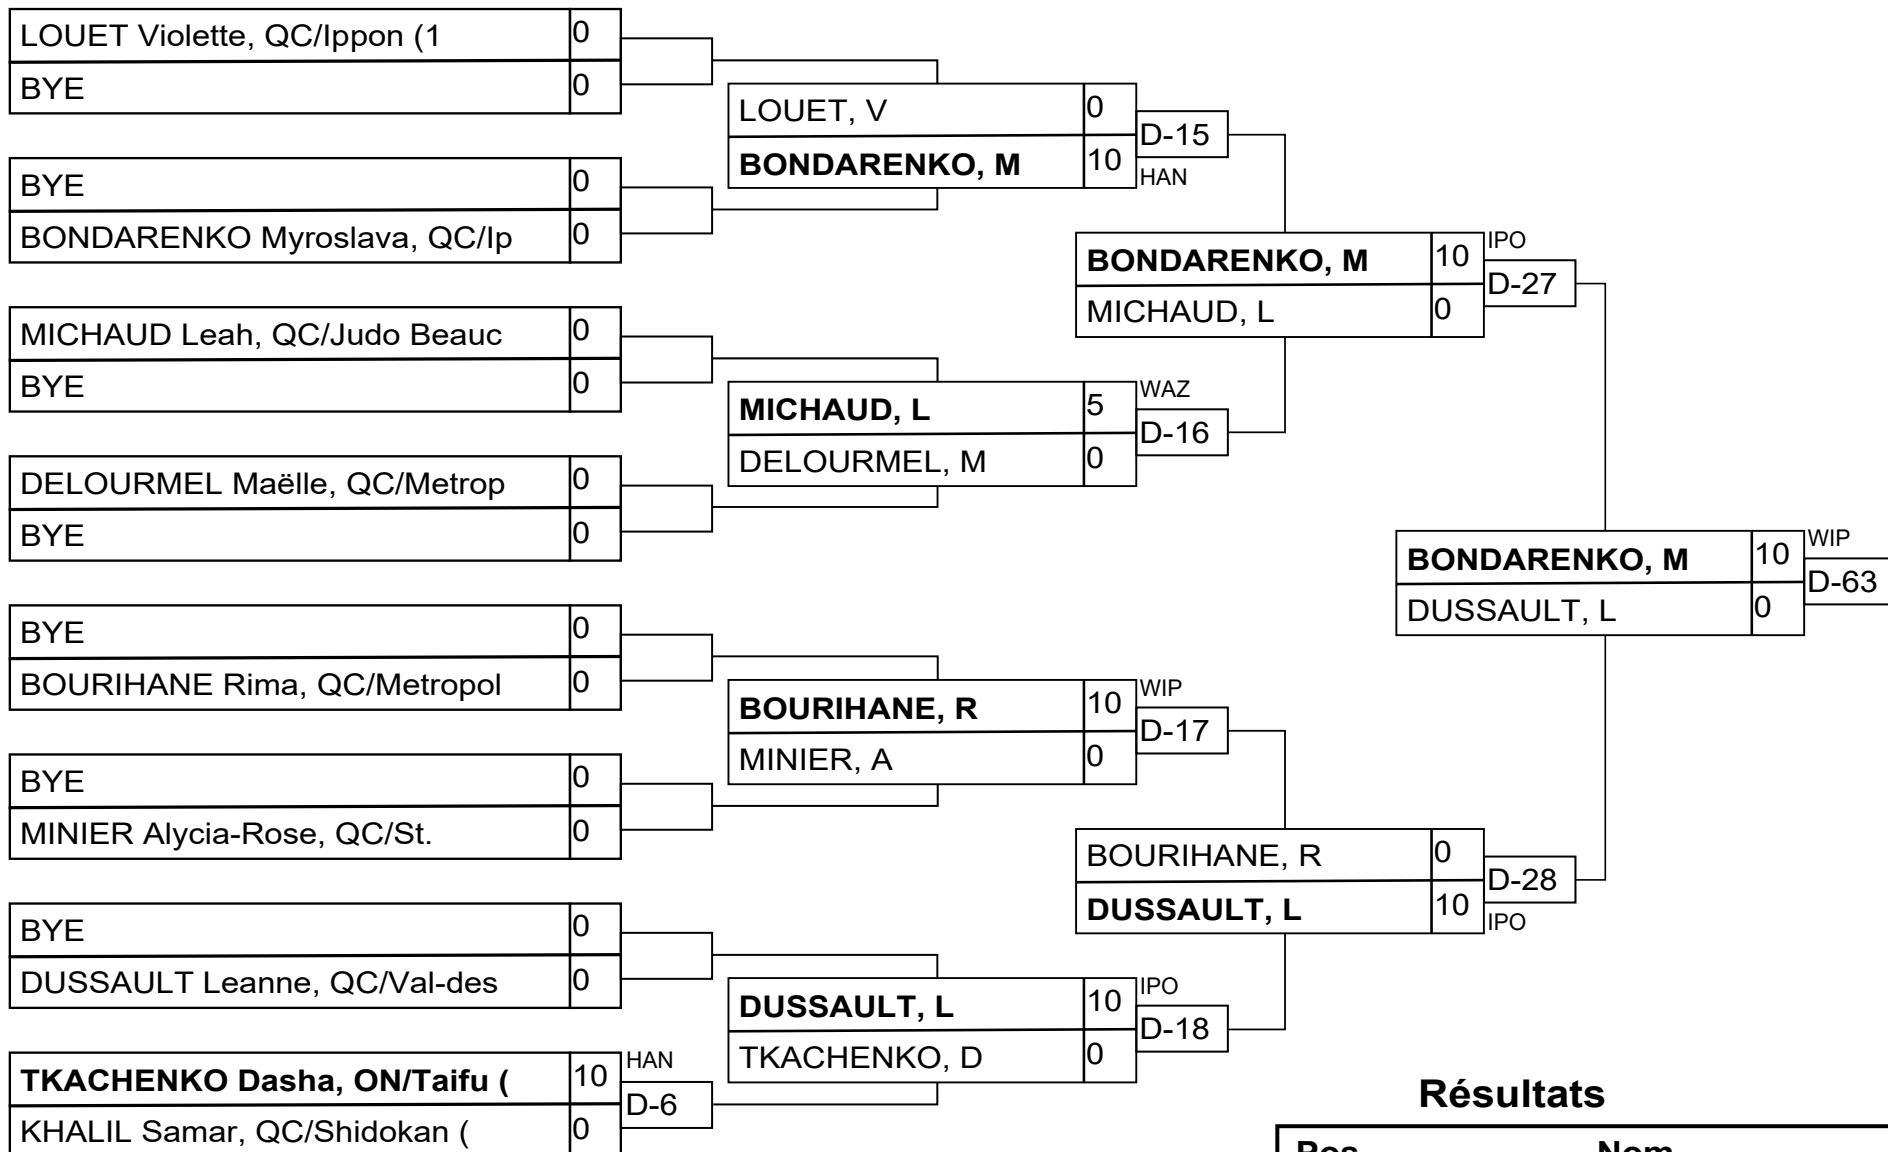 LOUET Violette, QC/Ippon (1 0
BYE 0
BYE 0
BONDARENKO Myroslava, QC/Ip 0
MICHAUD Leah, QC/Judo Beauc 0
BYE 0
DELOURMEL Maëlle, QC/Metrop 0
BYE 0
BYE 0
BOURIHANE Rima, QC/Metropol 0
BYE 0
MINIER Alycia-Rose, QC/St. 0
BYE 0
DUSSAULT Leanne, QC/Val-des 0
TKACHENKO Dasha, ON/Taifu ( 10 HAN
D-6
KHALIL Samar, QC/Shidokan ( 0
LOUET, V 0
D-15
BONDARENKO, M 10 HAN
MICHAUD, L 5 WAZ
D-16
DELOURMEL, M 0
BOURIHANE, R 10 WIP
D-17
MINIER, A 0
DUSSAULT, L 10 IPO
D-18
TKACHENKO, D 0
BONDARENKO, M 10 IPO
D-27
MICHAUD, L 0
BOURIHANE, R 0
D-28
DUSSAULT, L 10 IPO
BONDARENKO, M 10 WIP
D-63
DUSSAULT, L 0
Résultats
Pos Nom